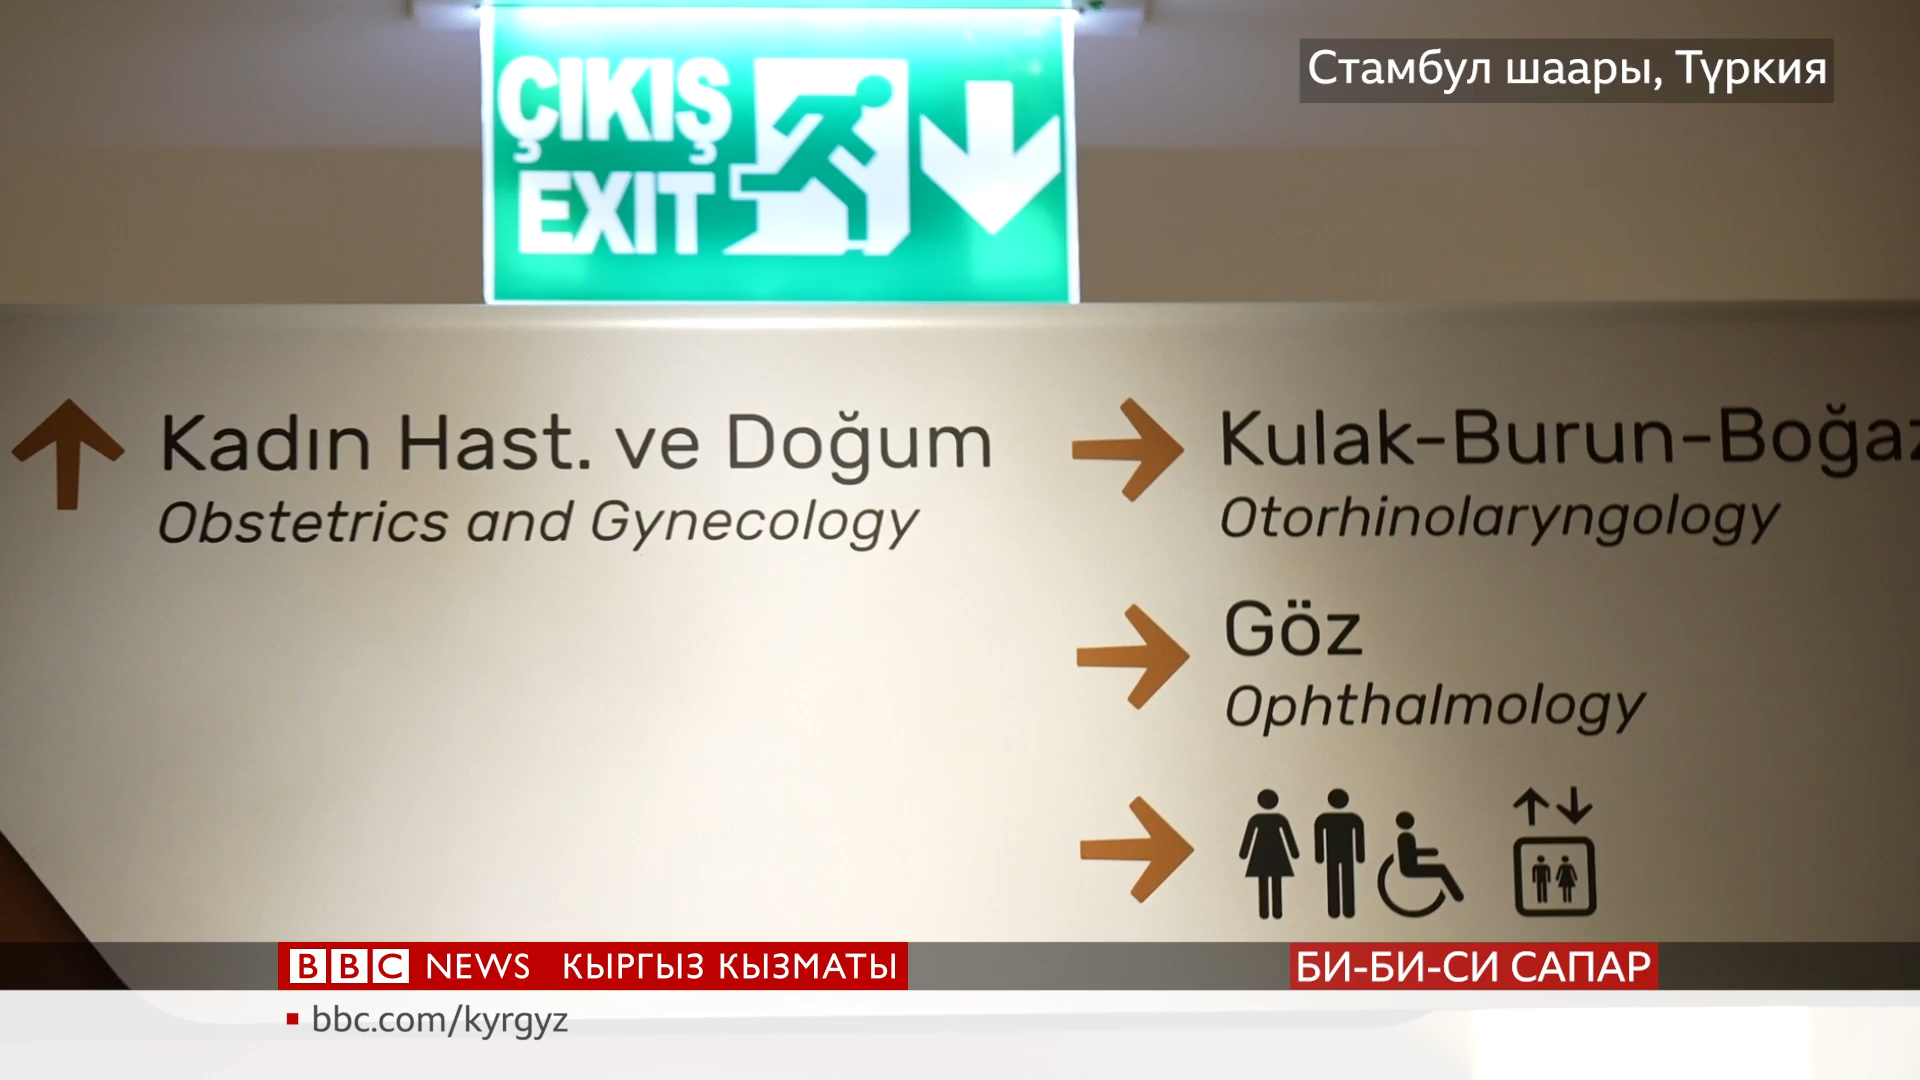 Стамбул шаары, Түркия
ÇIKIŞ
EXIT
Kadın Hast. ve Doğum
Obstetrics and Gynecology
Kulak-Burun-Boğaz
Otorhinolaryngology
Göz
Ophthalmology
BBC NEWS КЫРГЫЗ КЫЗМАТЫ
БИ-БИ-СИ САПАР
bbc.com/kyrgyz